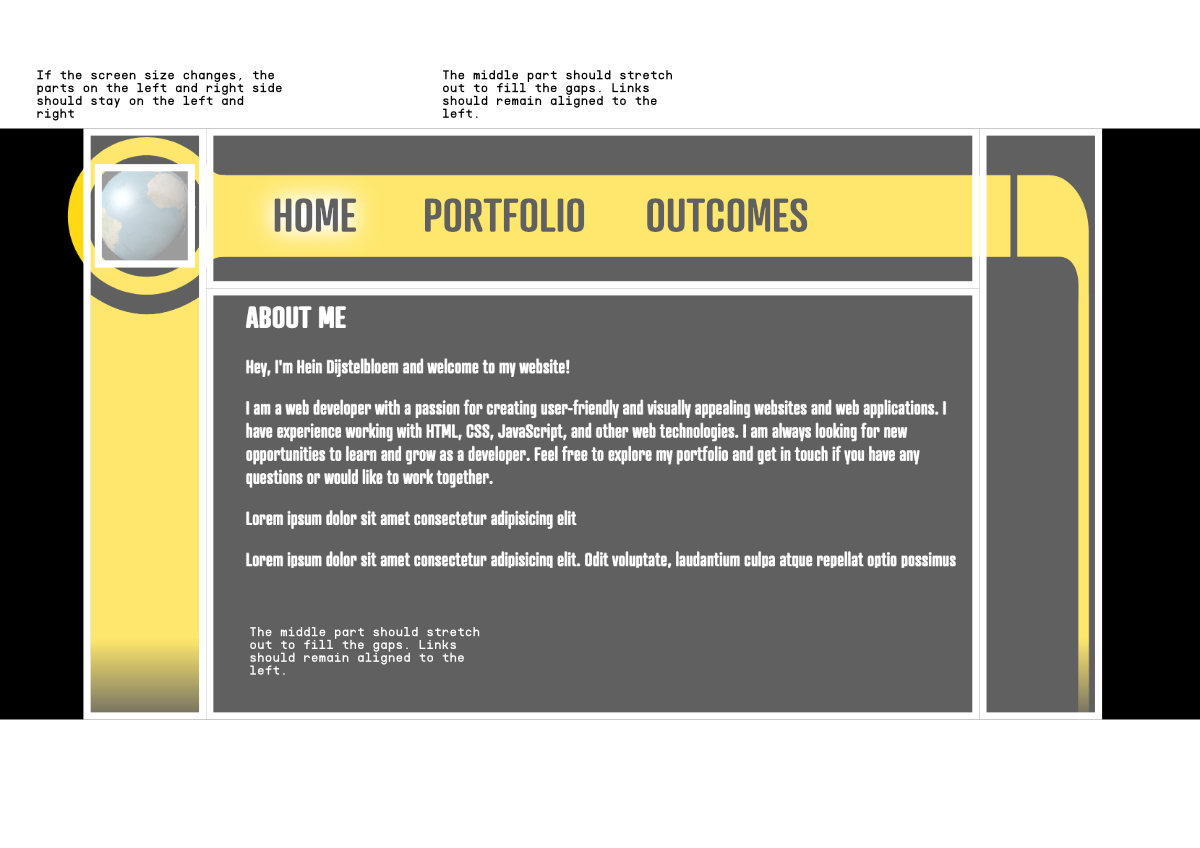 If the screen size changes, the
parts on the left and right side
should stay on the left and
right
The middle part should stretch
out to fill the gaps. Links
should remain aligned to the
left.
HOME PORTFOLIO OUTCOMES
ABOUT ME
Hey, I'm Hein Dijstelbloem and welcome to my website!
I am a web developer with a passion for creating user-friendly and visually appealing websites and web applications. I
have experience working with HTML, CSS, JavaScript, and other web technologies. I am always looking for new
opportunities to learn and grow as a developer. Feel free to explore my portfolio and get in touch if you have any
questions or would like to work together.
Lorem ipsum dolor sit amet consectetur adipisicing elit
Lorem ipsum dolor sit amet consectetur adipisicing elit. Odit voluptate, laudantium culpa atque repellat optio possimus
The middle part should stretch
out to fill the gaps. Links
should remain aligned to the
left.